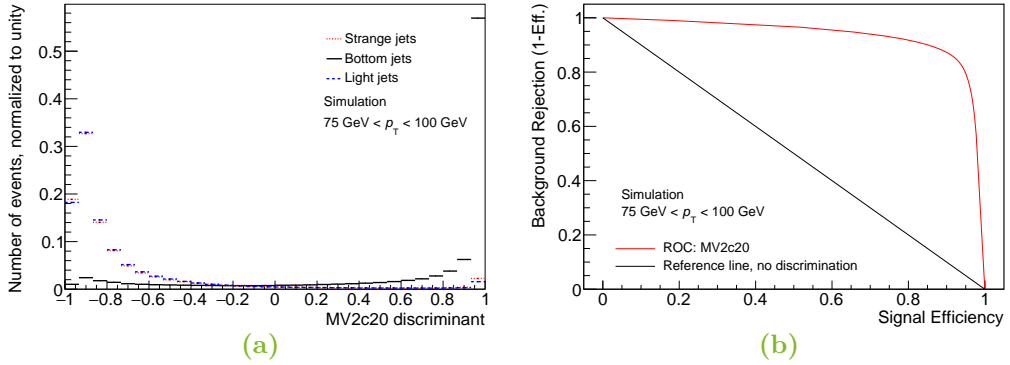 Number of events, normalized to unity
0.5
0.4
0.3
0.2
0.1
0
−1 −0.8 −0.6 −0.4 −0.2 0 0.2 0.4 0.6 0.8 1
MV2c20 discriminant
Strange jets
Bottom jets
Light jets
Simulation
75 GeV < pT < 100 GeV
(a)
Background Rejection (1-Eff.)
1
0.8
0.6
0.4
0.2
0
0 0.2 0.4 0.6 0.8 1
Signal Efficiency
Simulation
75 GeV < pT < 100 GeV
ROC: MV2c20
Reference line, no discrimination
(b)